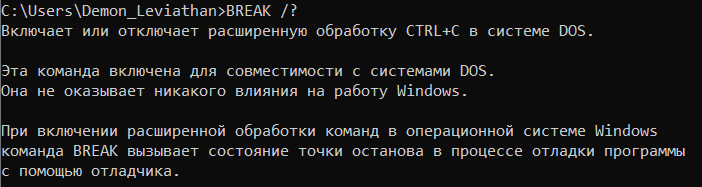 C:\Users\Demon_Leviathan>BREAK /?
Включает или отключает расширенную обработку CTRL+C в системе DOS.
Эта команда включена для совместимости с системами DOS.
Она не оказывает никакого влияния на работу Windows.
При включении расширенной обработки команд в операционной системе Windows
команда BREAK вызывает состояние точки останова в процессе отладки программы
с помощью отладчика.